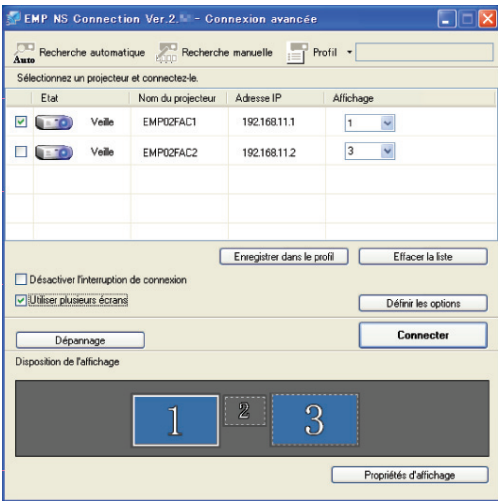 EMP NS Connection Ver.2. - Connexion avancée
Auto Recherche automatique Recherche manuelle Profil
Sélectionnez un projecteur et connectez-le.
Etat Nom du projecteur Adresse IP Affichage
Veille EMP02FAC1 192.168.11.1 1
Veille EMP02FAC2 192.168.11.2 3
Enregistrer dans le profil Effacer la liste
Désactiver l'interruption de connexion
Utiliser plusieurs écrans Définir les options
Dépannage Connecter
Disposition de l'affichage
1 2 3
Propriétés d'affichage